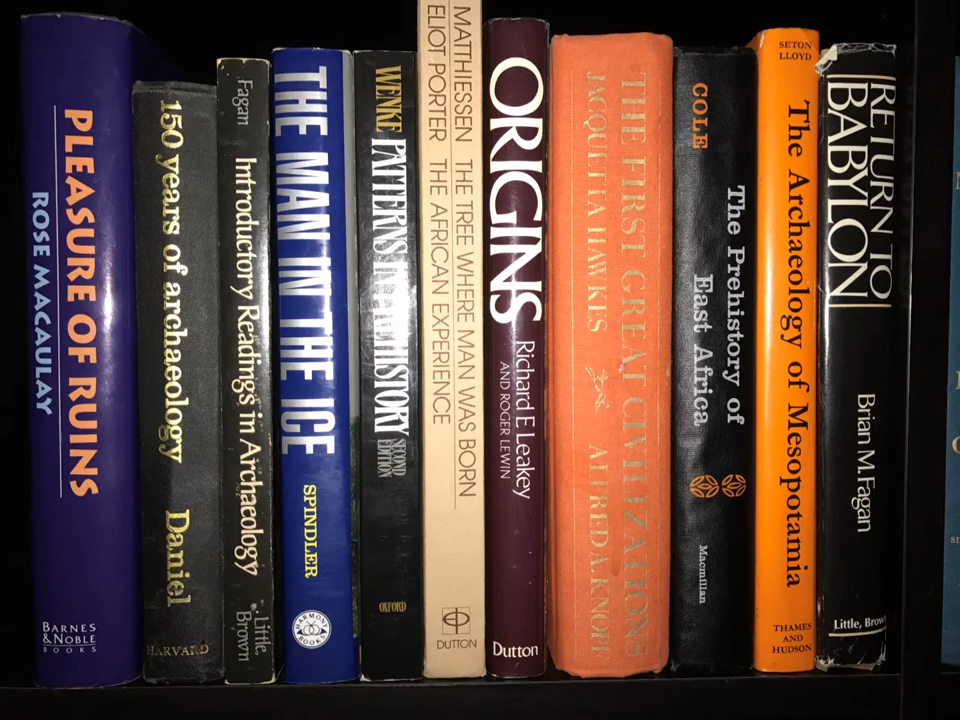 PLEASURE OF RUINS
ROSE MACAULAY
BARNES
& NOBLE
BOOKS
150 years of archaeology Daniel
HARVARD
Fagan
Introductory Readings in Archaeology
Little,
Brown
THE MAN IN THE ICE
SPINDLER
HARMONY
BOOKS
WENKE PATTERNS IN PREHISTORY
SECOND
EDITION
OXFORD
MATTHIESSEN THE TREE WHERE MAN WAS BORN
ELIOT PORTER THE AFRICAN EXPERIENCE
DUTTON
ORIGINS
Richard E Leakey
AND ROGER LEWIN
Dutton
THE FIRST GREAT CIVILIZATIONS
JACQUETTA HAWKES ALFRED A. KNOPF
COLE
The Prehistory of
East Africa
Macmillan
SETON
LLOYD
The Archaeology of Mesopotamia
THAMES
AND
HUDSON
RETURN TO
BABYLON
Brian M. Fagan
Little, Brown